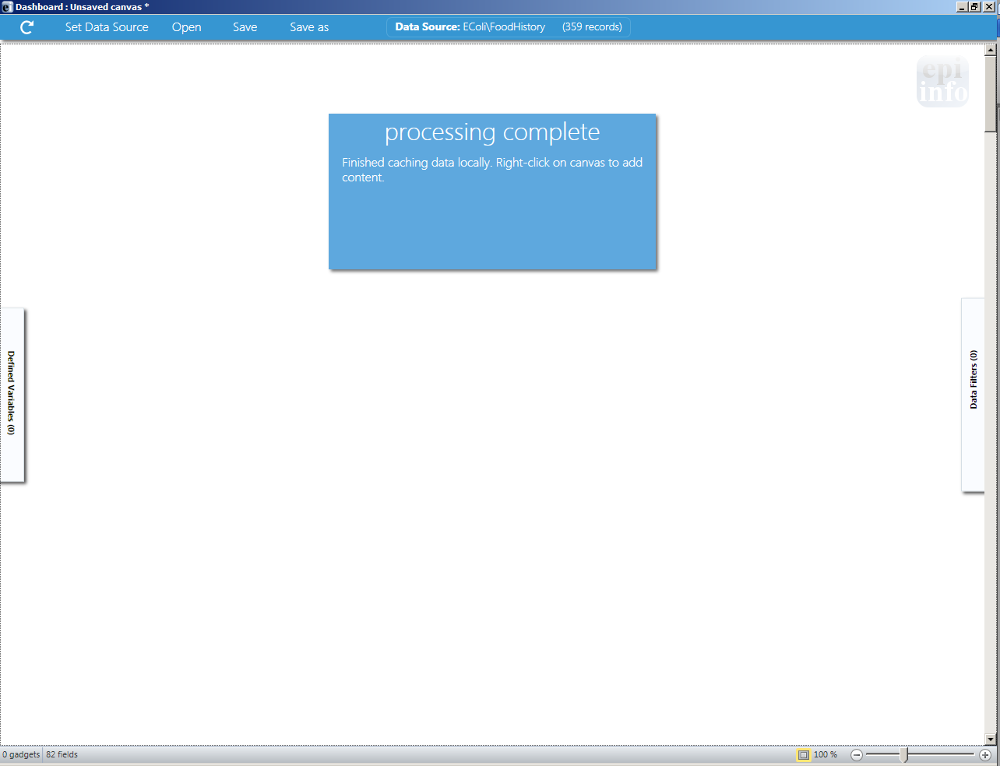 Dashboard : Unsaved canvas *
Set Data Source Open Save Save as Data Source: EColi\FoodHistory (359 records)
epi
info
processing complete
Finished caching data locally. Right-click on canvas to add
content.
Defined Variables (0)
Data Filters (0)
0 gadgets 82 fields 100 %